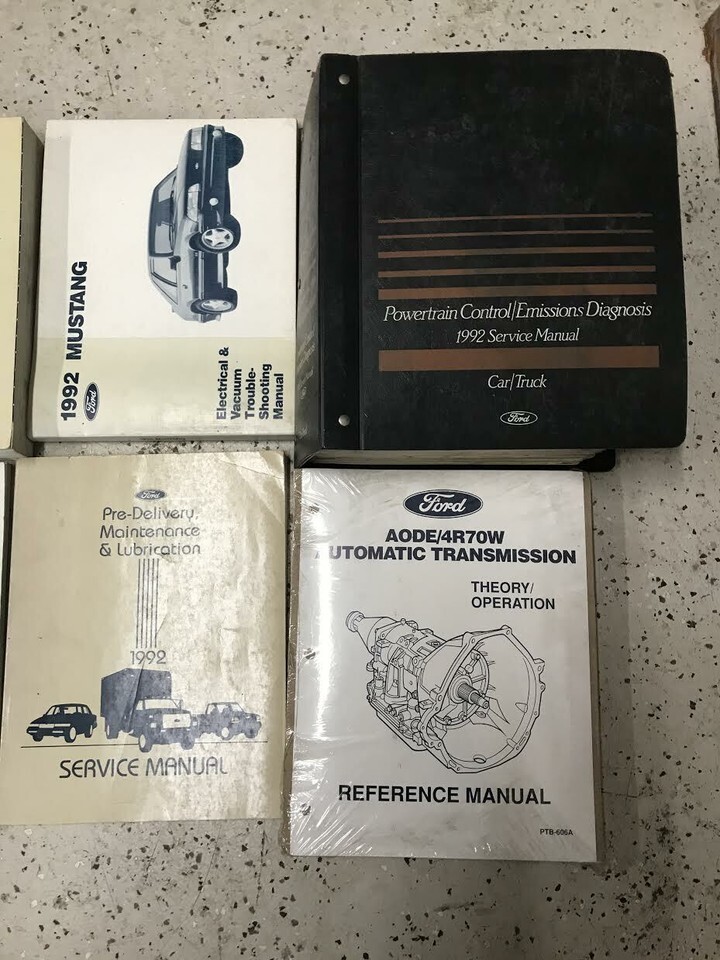 1992 MUSTANG
Ford
Electrical &
Vacuum
Trouble-
Shooting
Manual
Powertrain Control/Emissions Diagnosis
1992 Service Manual
Car/Truck
Ford
Ford
Pre-Delivery,
Maintenance
& Lubrication
1992
SERVICE MANUAL
Ford
AODE/4R70W
AUTOMATIC TRANSMISSION
THEORY/
OPERATION
REFERENCE MANUAL
PTB-606A